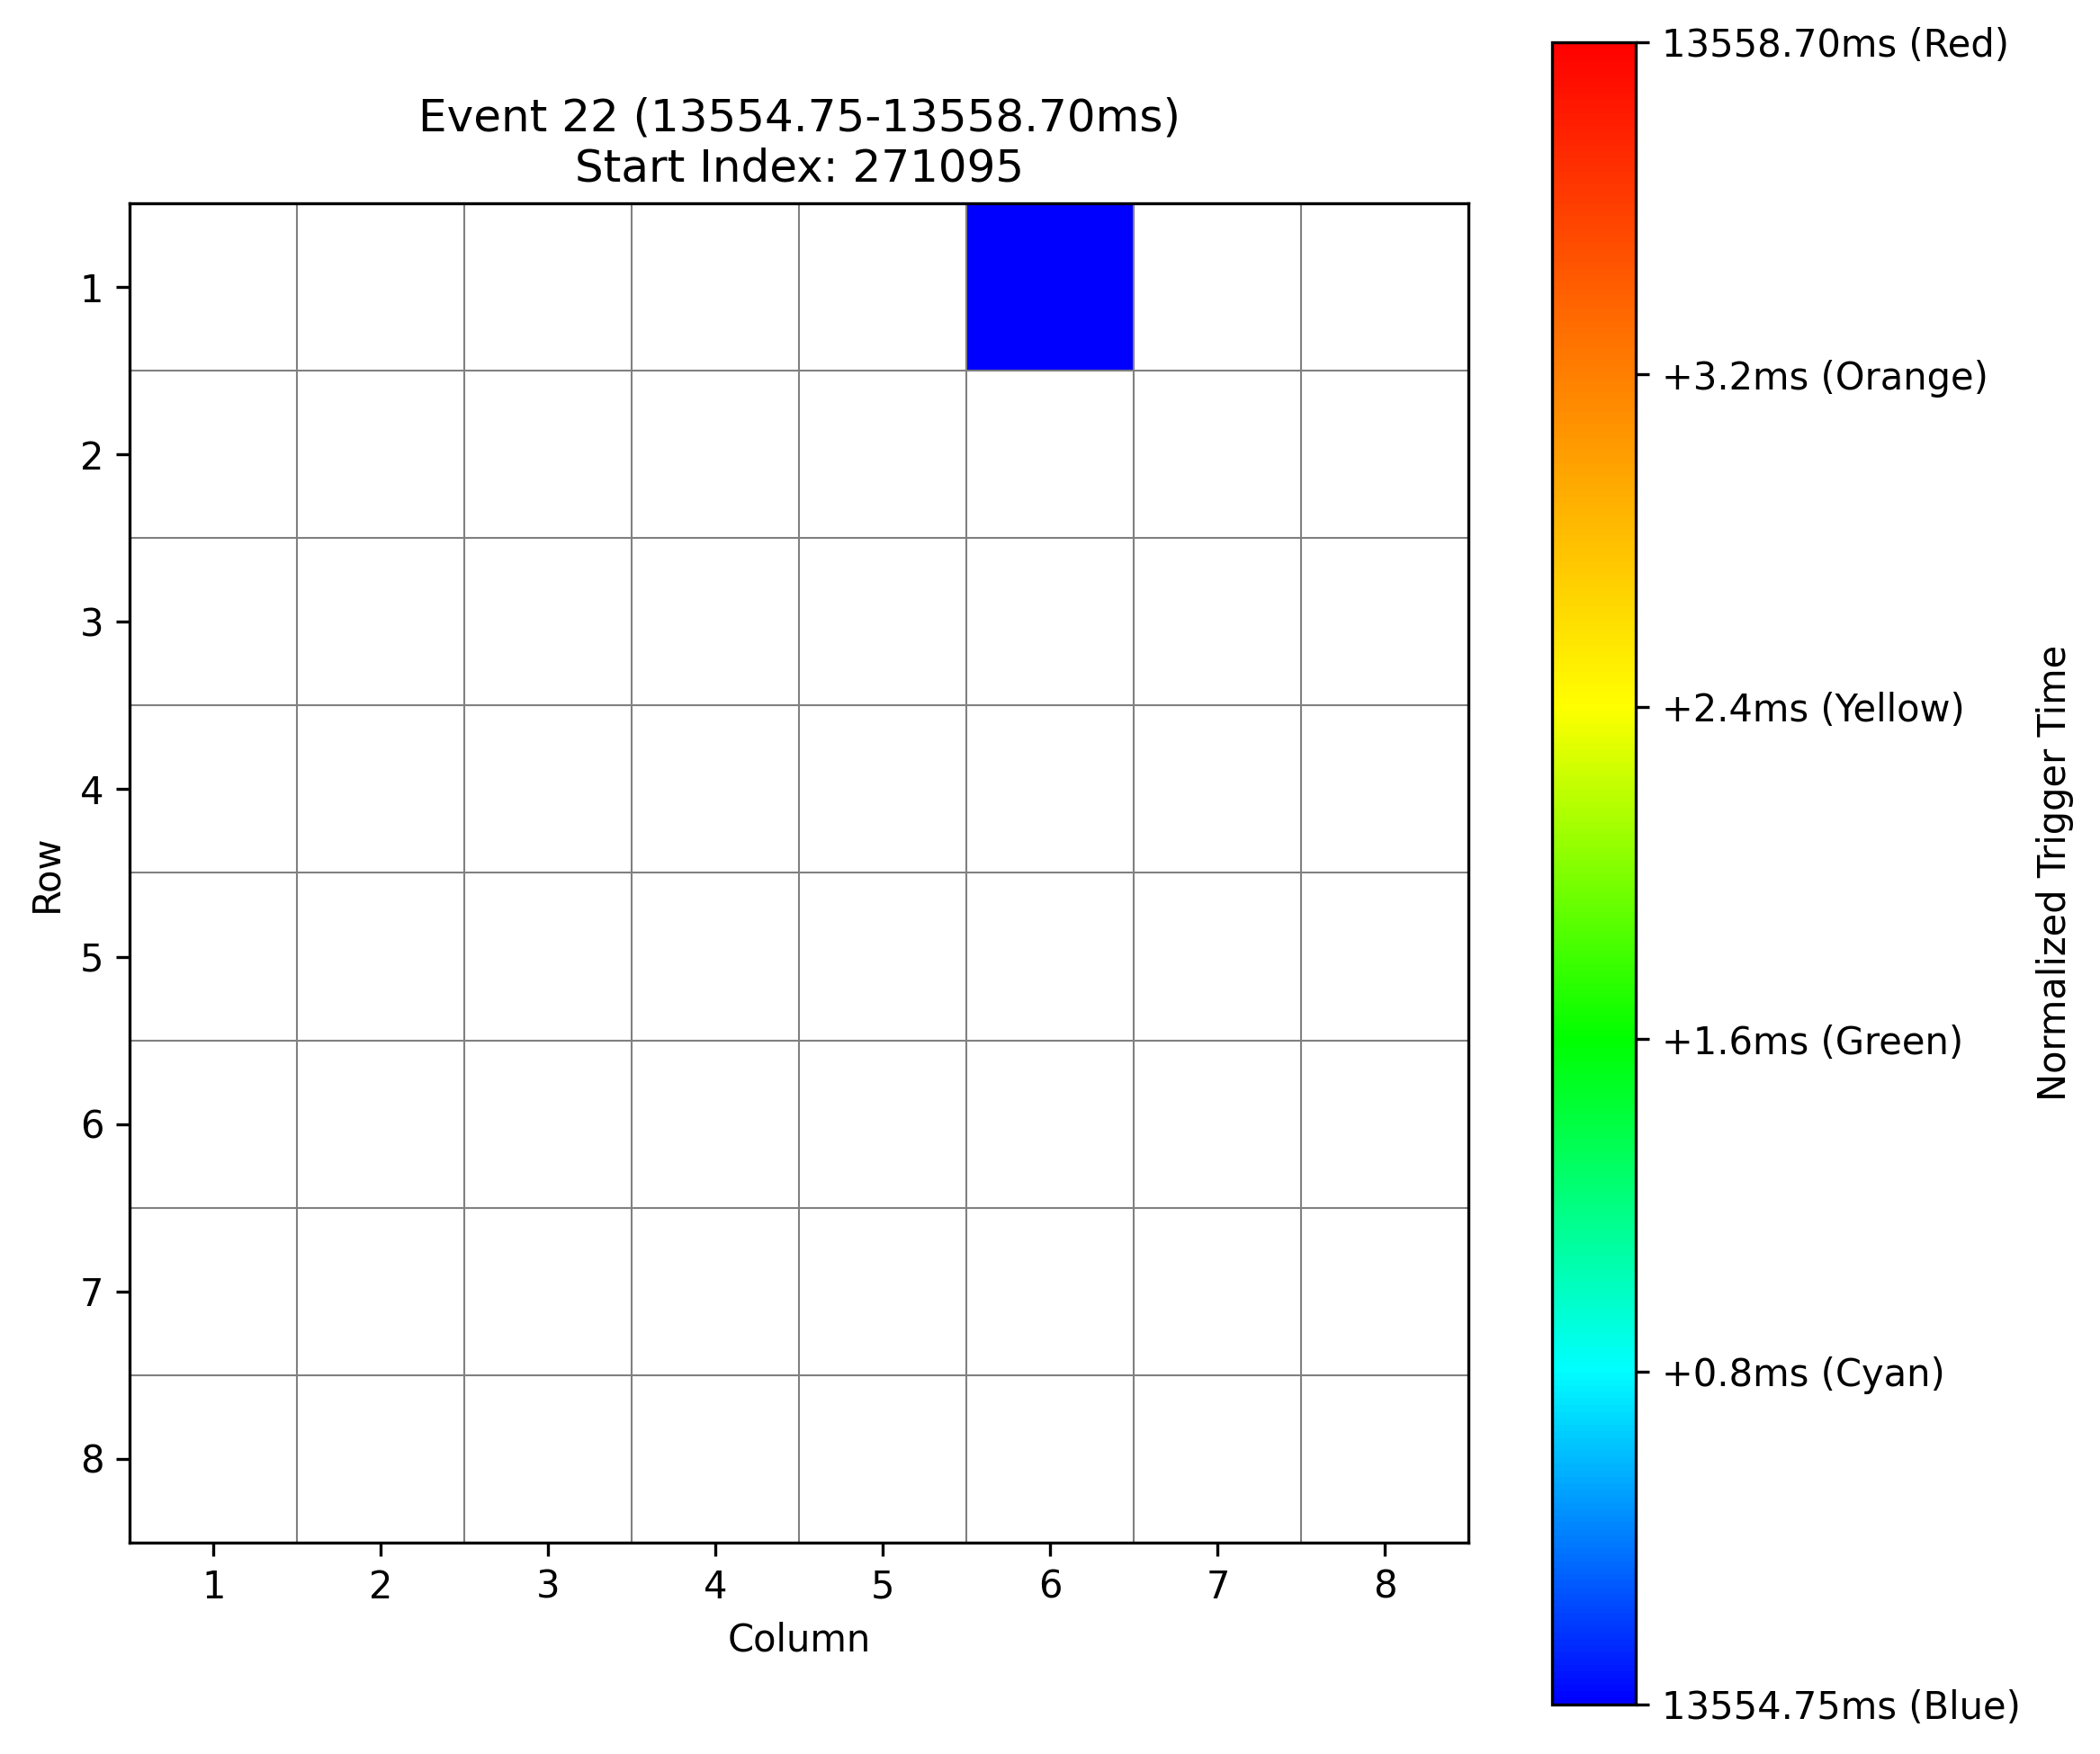 Event 22 (13554.75-13558.70ms)
Start Index: 271095
Row
1
2
3
4
5
6
7
8
1 2 3 4 5 6 7 8
Column
13558.70ms (Red)
+3.2ms (Orange)
+2.4ms (Yellow)
+1.6ms (Green)
+0.8ms (Cyan)
13554.75ms (Blue)
Normalized Trigger Time